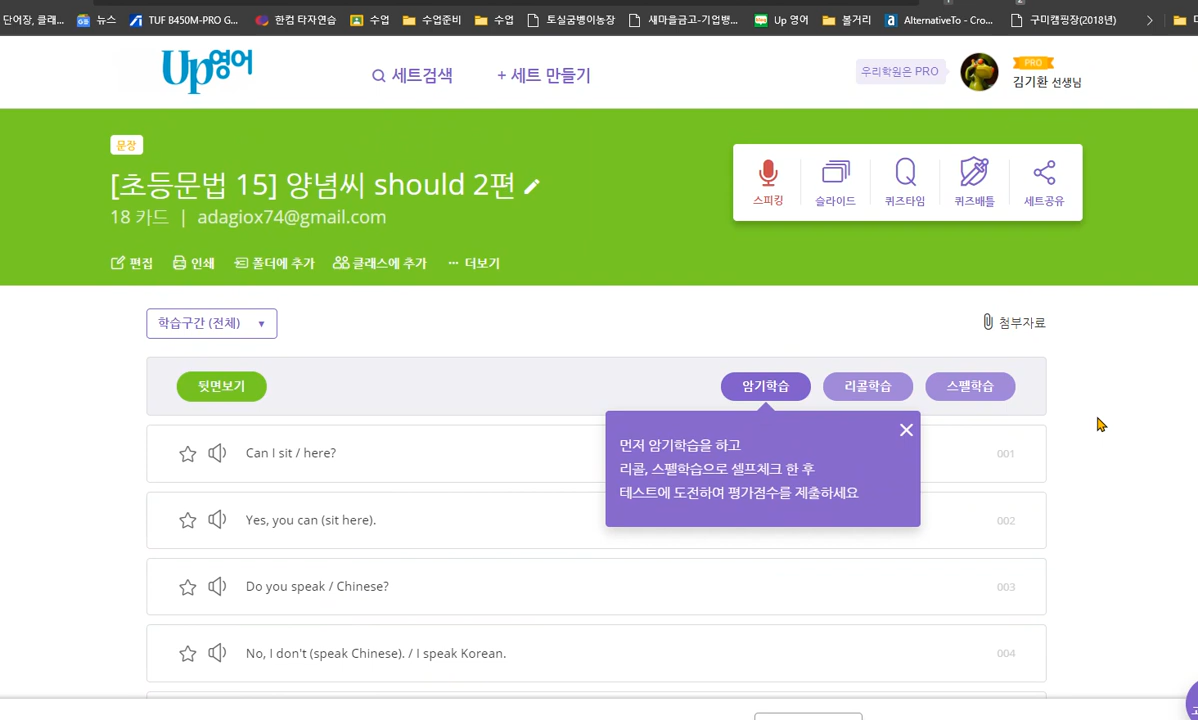 단어장, 클래...
뉴스
TUF B450M-PRO G...
한컴 타자연습
수업
수업준비
수업
토실굼벵이농장
새마을금고-기업뱅...
Up 영어
볼거리
AlternativeTo - Cro...
구미캠핑장(2018년)
Up영어
세트검색
+ 세트 만들기
우리학원은 PRO
PRO
김기환 선생님
문장
[초등문법 15] 양념씨 should 2편
18 카드 | adagiox74@gmail.com
스피킹
슬라이드
퀴즈타임
퀴즈배틀
세트공유
편집
인쇄
폴더에 추가
클래스에 추가
··· 더보기
학습구간 (전체) ▼
첨부자료
뒷면보기
암기학습
리콜학습
스펠학습
먼저 암기학습을 하고
리콜, 스펠학습으로 셀프체크 한 후
테스트에 도전하여 평가점수를 제출하세요
Can I sit / here?
001
Yes, you can (sit here).
002
Do you speak / Chinese?
003
No, I don't (speak Chinese). / I speak Korean.
004